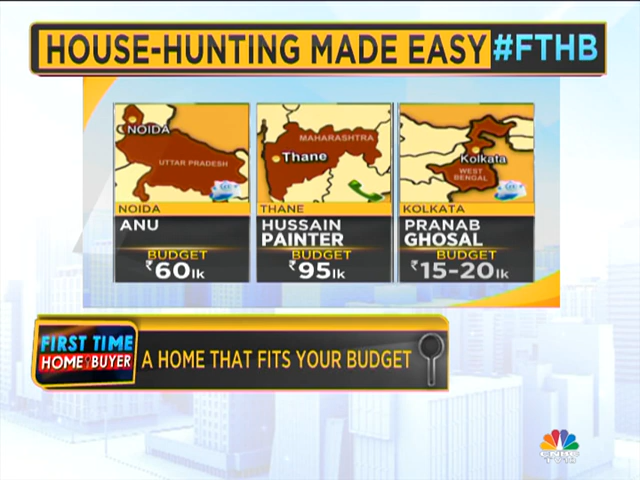 HOUSE-HUNTING MADE EASY #FTHB
NOIDA
UTTAR PRADESH
NOIDA
ANU
BUDGET
₹60lk
MAHARASHTRA
Thane
THANE
HUSSAIN
PAINTER
BUDGET
₹95lk
Kolkata
WEST
BENGAL
KOLKATA
PRANAB
GHOSAL
BUDGET
₹15-20lk
FIRST TIME
HOME BUYER
A HOME THAT FITS YOUR BUDGET
CNBC
TV18